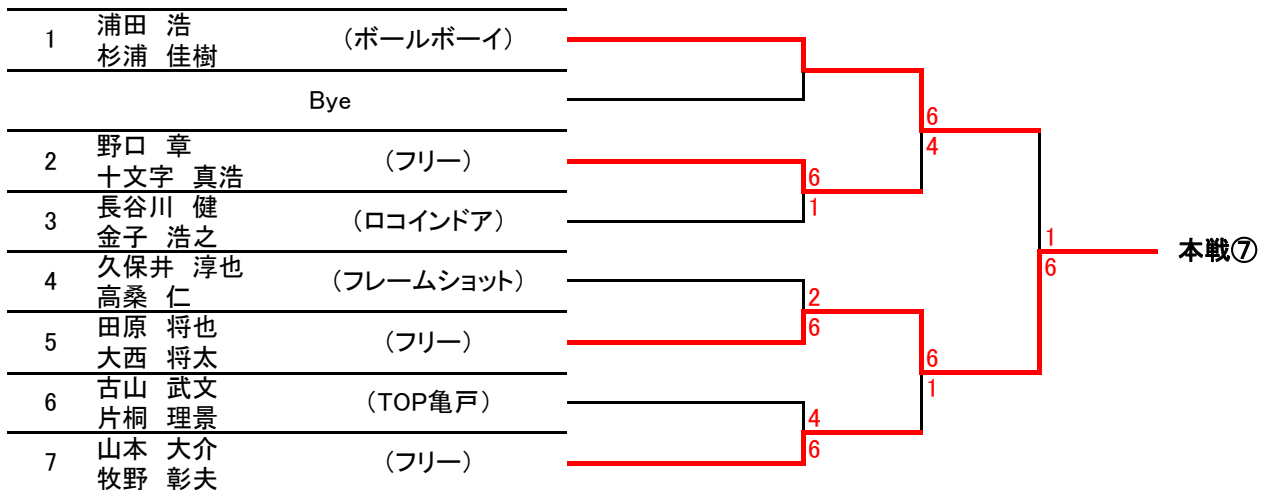 浦田　浩
1 （ボールボーイ）
杉浦　佳樹
Bye
6
4
野口　章
2 （フリー）
十文字　真浩
6
1
長谷川　健
3 （ロコインドア）
金子　浩之
1
6
本戦⑦
久保井　淳也
4 （フレームショット）
高桑　仁
2
6
田原　将也
5 （フリー）
大西　将太
6
1
古山　武文
6 （TOP亀戸）
片桐　理景
4
6
山本　大介
7 （フリー）
牧野　彰夫